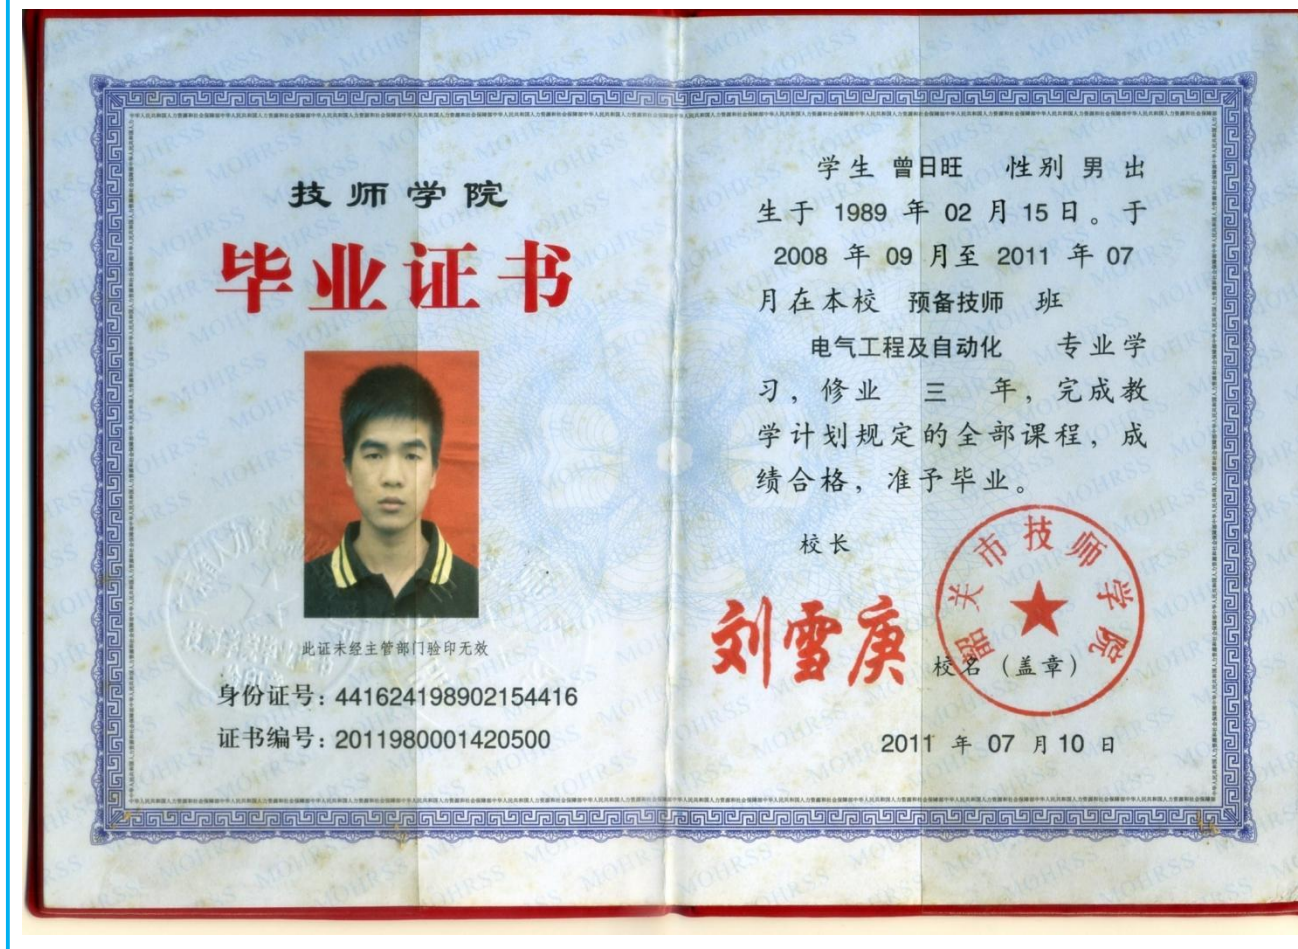 技师学院
毕业证书
此证未经主管部门验印无效
身份证号：441624198902154416
证书编号：2011980001420500
学生 曾日旺 性别 男 出
生于 1989 年 02 月 15 日。于
2008 年 09 月至 2011 年 07
月在本校 预备技师 班
电气工程及自动化 专业学
习，修业 三 年，完成教
学计划规定的全部课程，成
绩合格，准予毕业。
校长
刘雪庚
韶关市技师学院
校名（盖章）
2011 年 07 月 10 日
MOHRSS